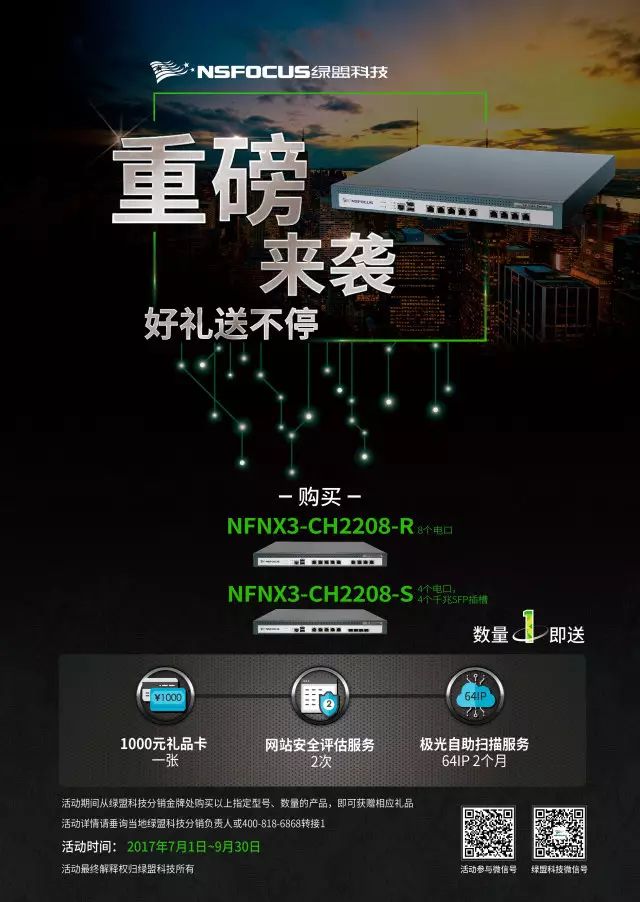 NSFOCUS绿盟科技
重磅
来袭
好礼送不停
NSFOCUS
购买
NFNX3-CH2208-R 8个电口
NSFOCUS
NFNX3-CH2208-S 4个电口，
4个千兆SFP插槽
NSFOCUS
数量 1 即送
¥1000
2
64IP
1000元礼品卡
一张
网站安全评估服务
2次
极光自助扫描服务
64IP 2个月
活动期间从绿盟科技分销金牌处购买以上指定型号、数量的产品，即可获赠相应礼品
活动详情请垂询当地绿盟科技分销负责人或400-818-6868转接1
活动时间： 2017年7月1日~9月30日
活动最终解释权归绿盟科技所有
活动参与微信号
绿盟科技微信号